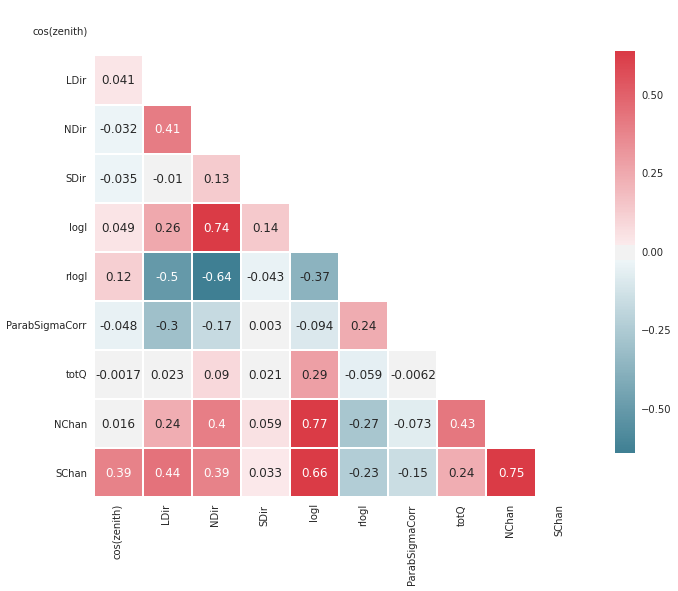 cos(zenith)
LDir 0.041
NDir -0.032 0.41
SDir -0.035 -0.01 0.13
logl 0.049 0.26 0.74 0.14
rlogl 0.12 -0.5 -0.64 -0.043 -0.37
ParabSigmaCorr -0.048 -0.3 -0.17 0.003 -0.094 0.24
totQ -0.0017 0.023 0.09 0.021 0.29 -0.059 -0.0062
NChan 0.016 0.24 0.4 0.059 0.77 -0.27 -0.073 0.43
SChan 0.39 0.44 0.39 0.033 0.66 -0.23 -0.15 0.24 0.75
cos(zenith) LDir NDir SDir logl rlogl ParabSigmaCorr totQ NChan SChan
0.50
0.25
0.00
−0.25
−0.50